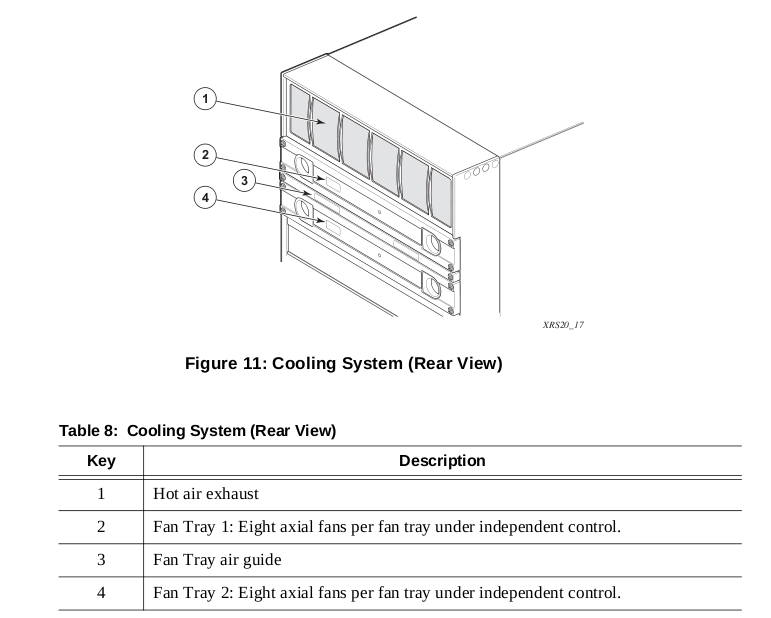 1
2
3
4
XRS20_17
Figure 11: Cooling System (Rear View)
Table 8: Cooling System (Rear View)
Key Description
1 Hot air exhaust
2 Fan Tray 1: Eight axial fans per fan tray under independent control.
3 Fan Tray air guide
4 Fan Tray 2: Eight axial fans per fan tray under independent control.